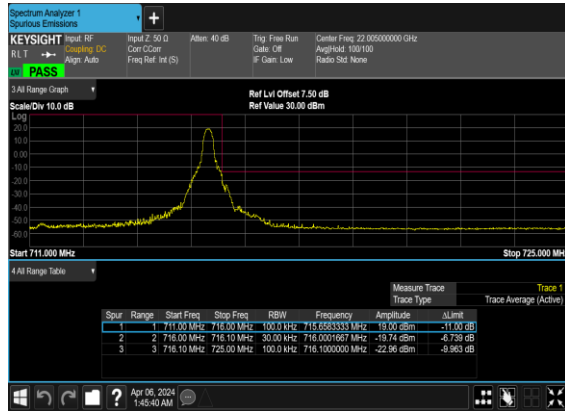 Spectrum Analyzer 1
Spurious Emissions
+
KEYSIGHT Input: RF Input Z: 50 Ω Atten: 40 dB Trig: Free Run Center Freq: 22.005000000 GHz
RLT Coupling: DC Corr CCorr Gate: Off Avg|Hold: 100/100
Align: Auto Freq Ref: Int (S) IF Gain: Low Radio Std: None
PASS
3 All Range Graph
Ref Lvl Offset 7.50 dB
Scale/Div 10.0 dB Ref Value 30.00 dBm
Log
20.0
10.0
0.00
-10.0
-20.0
-30.0
-40.0
-50.0
-60.0
Start 711.000 MHz Stop 725.000 MH
4 All Range Table
Measure Trace Trace 1
Trace Type Trace Average (Active)
Spur Range Start Freq Stop Freq RBW Frequency Amplitude ΔLimit
1 1 711.00 MHz 716.00 MHz 100.0 kHz 715.6583333 MHz 19.00 dBm -11.00 dB
2 2 716.00 MHz 716.10 MHz 30.00 kHz 716.0001667 MHz -19.74 dBm -6.739 dB
3 3 716.10 MHz 725.00 MHz 100.0 kHz 716.1000000 MHz -22.96 dBm -9.963 dB
? Apr 06, 2024
1:45:40 AM